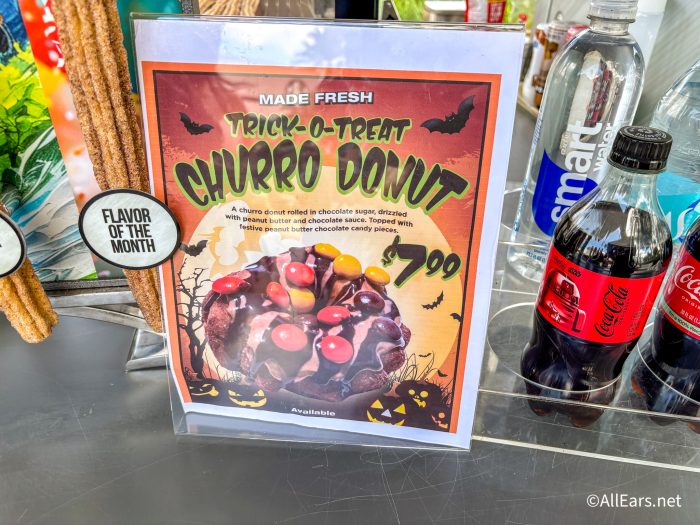 MADE FRESH
TRICK-O-TREAT
CHURRO DONUT
A churro donut rolled in chocolate sugar, drizzled
with peanut butter and chocolate sauce. Topped with
festive peanut butter chocolate candy pieces.
$7.99
Available
FLAVOR
OF THE
MONTH
smart
water
Coca-Cola
Coca-Cola
©AllEars.net